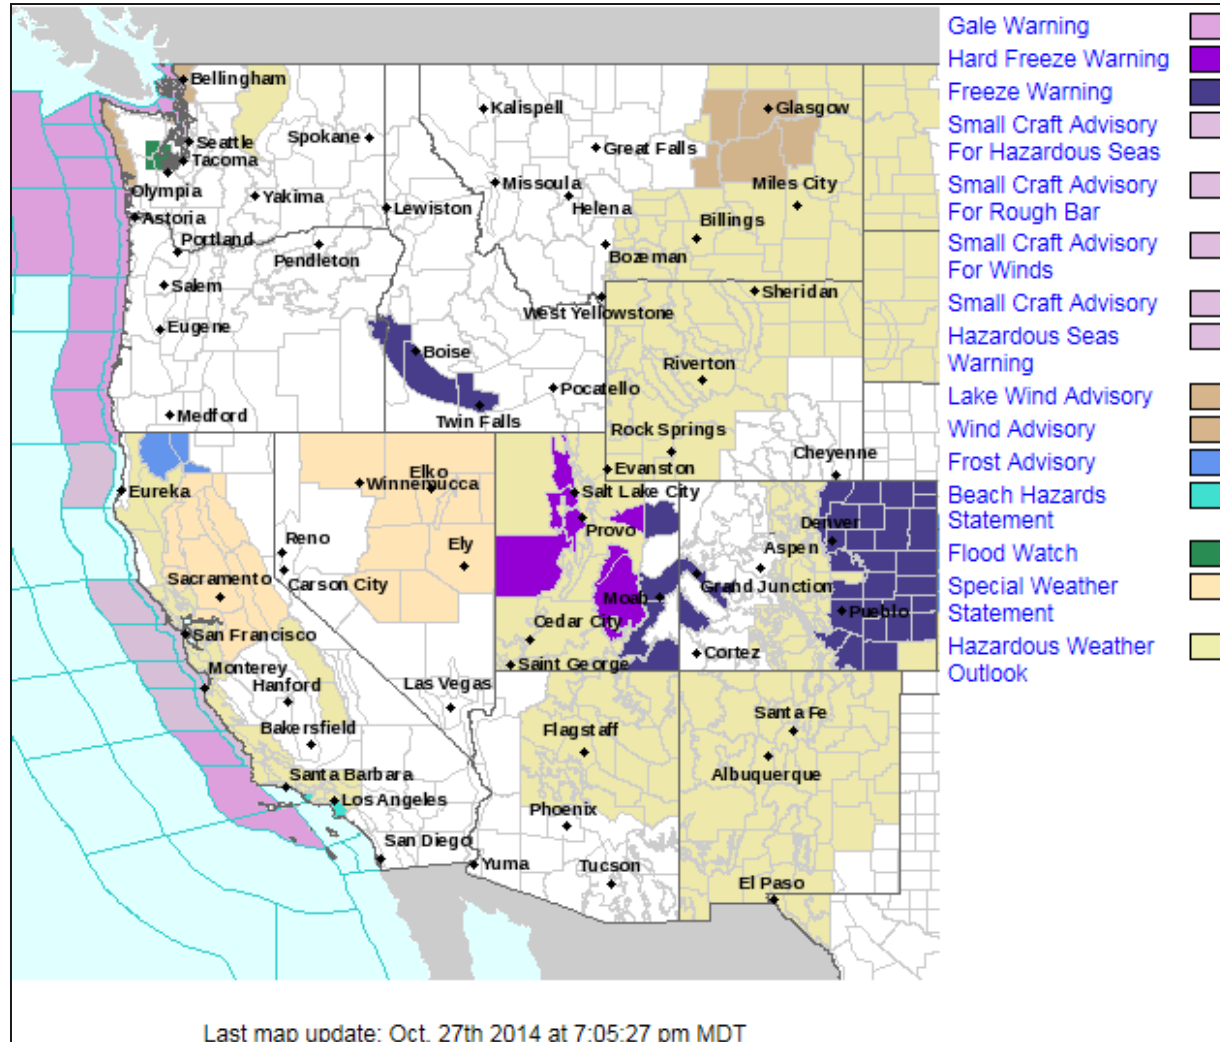 Gale Warning
Hard Freeze Warning
Freeze Warning
Small Craft Advisory
For Hazardous Seas
Small Craft Advisory
For Rough Bar
Small Craft Advisory
For Winds
Small Craft Advisory
Hazardous Seas
Warning
Lake Wind Advisory
Wind Advisory
Frost Advisory
Beach Hazards
Statement
Flood Watch
Special Weather
Statement
Hazardous Weather
Outlook
Bellingham
Seattle
Tacoma
Olympia
Spokane
Yakima
Astoria
Portland
Pendleton
Salem
Eugene
Medford
Kalispell
Great Falls
Glasgow
Missoula
Helena
Miles City
Lewiston
Billings
Bozeman
West Yellowstone
Sheridan
Boise
Riverton
Pocatello
Twin Falls
Rock Springs
Evanston
Cheyenne
Eureka
Elko
Winnemucca
Salt Lake City
Provo
Reno
Ely
Denver
Aspen
Sacramento
Carson City
Grand Junction
Moab
Pueblo
San Francisco
Cedar City
Cortez
Monterey
Saint George
Hanford
Las Vegas
Bakersfield
Flagstaff
Santa Fe
Albuquerque
Santa Barbara
Los Angeles
Phoenix
San Diego
Yuma
Tucson
El Paso
Last map update: Oct. 27th 2014 at 7:05:27 pm MDT